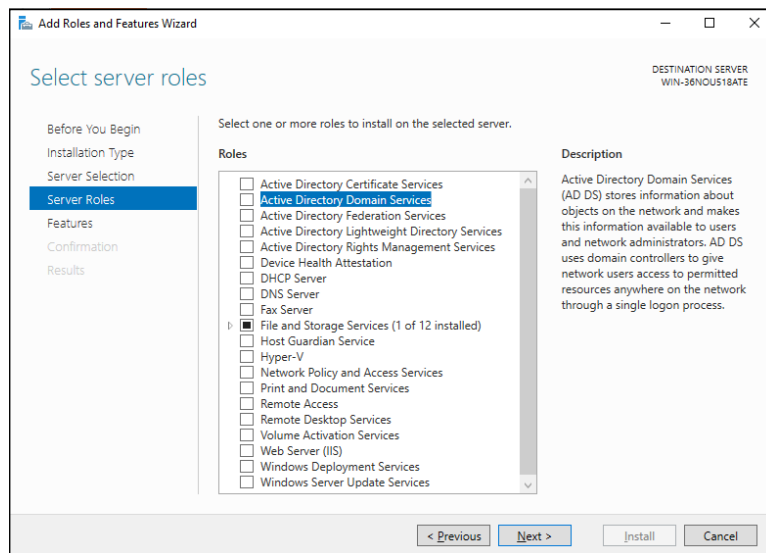 Add Roles and Features Wizard
Select server roles
DESTINATION SERVER
WIN-36NOU518ATE
Before You Begin
Installation Type
Server Selection
Server Roles
Features
Confirmation
Results
Select one or more roles to install on the selected server.
Roles
Active Directory Certificate Services
Active Directory Domain Services
Active Directory Federation Services
Active Directory Lightweight Directory Services
Active Directory Rights Management Services
Device Health Attestation
DHCP Server
DNS Server
Fax Server
File and Storage Services (1 of 12 installed)
Host Guardian Service
Hyper-V
Network Policy and Access Services
Print and Document Services
Remote Access
Remote Desktop Services
Volume Activation Services
Web Server (IIS)
Windows Deployment Services
Windows Server Update Services
Description
Active Directory Domain Services
(AD DS) stores information about
objects on the network and makes
this information available to users
and network administrators. AD DS
uses domain controllers to give
network users access to permitted
resources anywhere on the network
through a single logon process.
< Previous
Next >
Install
Cancel